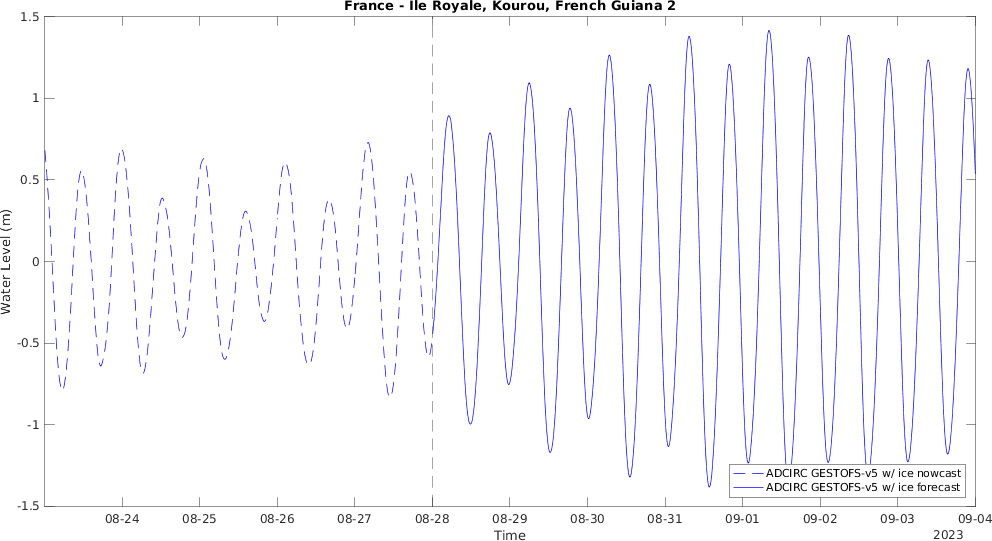 France - Ile Royale, Kourou, French Guiana 2
1.5
1
0.5
0
-0.5
-1
-1.5
Water Level (m)
ADCIRC GESTOFS-v5 w/ ice nowcast
ADCIRC GESTOFS-v5 w/ ice forecast
08-24 08-25 08-26 08-27 08-28 08-29 08-30 08-31 09-01 09-02 09-03 09-04
Time
2023